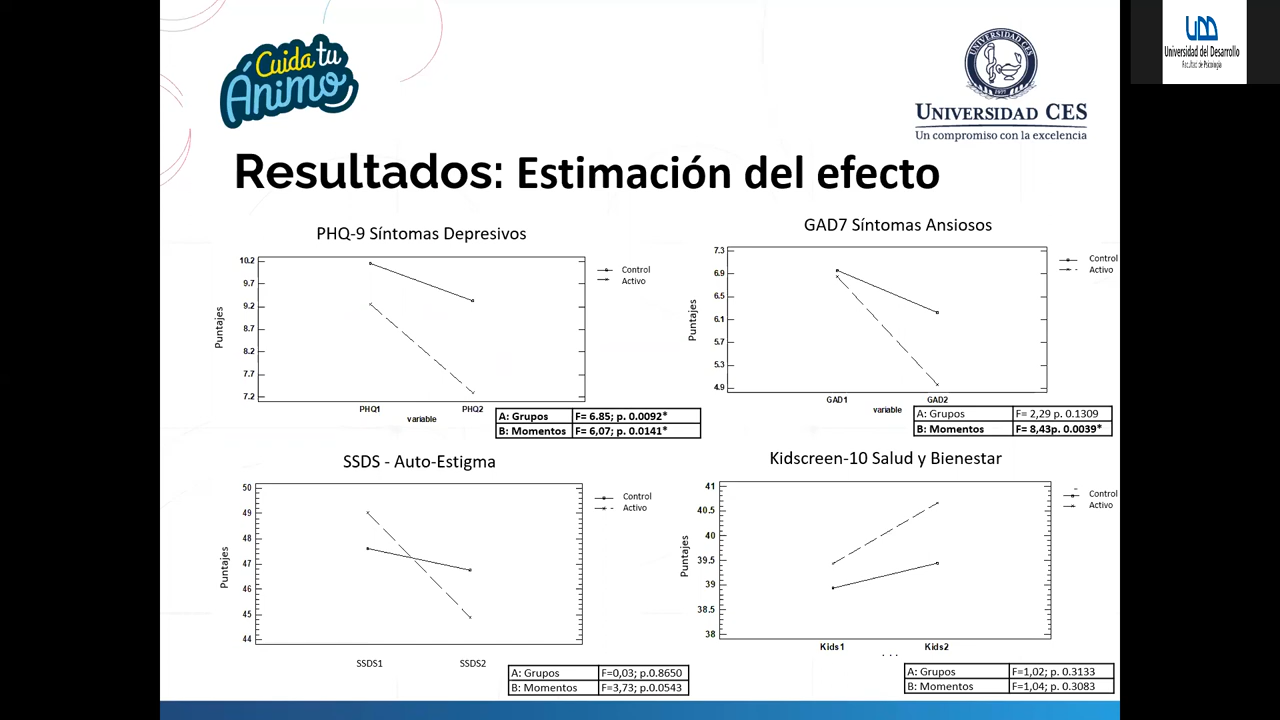 Cuida tu
Ánimo
UNIVERSIDAD CES
1977
UNIVERSIDAD CES
Un compromiso con la excelencia
Universidad del Desarrollo
Facultad de Psicología
Resultados: Estimación del efecto
PHQ-9 Síntomas Depresivos
10.2
9.7
9.2
8.7
8.2
7.7
7.2
Puntajes
PHQ1
PHQ2
variable
Control
Activo
A: Grupos F= 6.85; p. 0.0092*
B: Momentos F= 6,07; p. 0.0141*
GAD7 Síntomas Ansiosos
7.3
6.9
6.5
6.1
5.7
5.3
4.9
Puntajes
GAD1
GAD2
variable
Control
Activo
A: Grupos F= 2,29 p. 0.1309
B: Momentos F= 8,43p. 0.0039*
SSDS - Auto-Estigma
50
49
48
47
46
45
44
Puntajes
SSDS1
SSDS2
Control
Activo
A: Grupos F=0,03; p.0.8650
B: Momentos F=3,73; p.0.0543
Kidscreen-10 Salud y Bienestar
41
40.5
40
39.5
39
38.5
38
Puntajes
Kids1
Kids2
Control
Activo
A: Grupos F=1,02; p. 0.3133
B: Momentos F=1,04; p. 0.3083